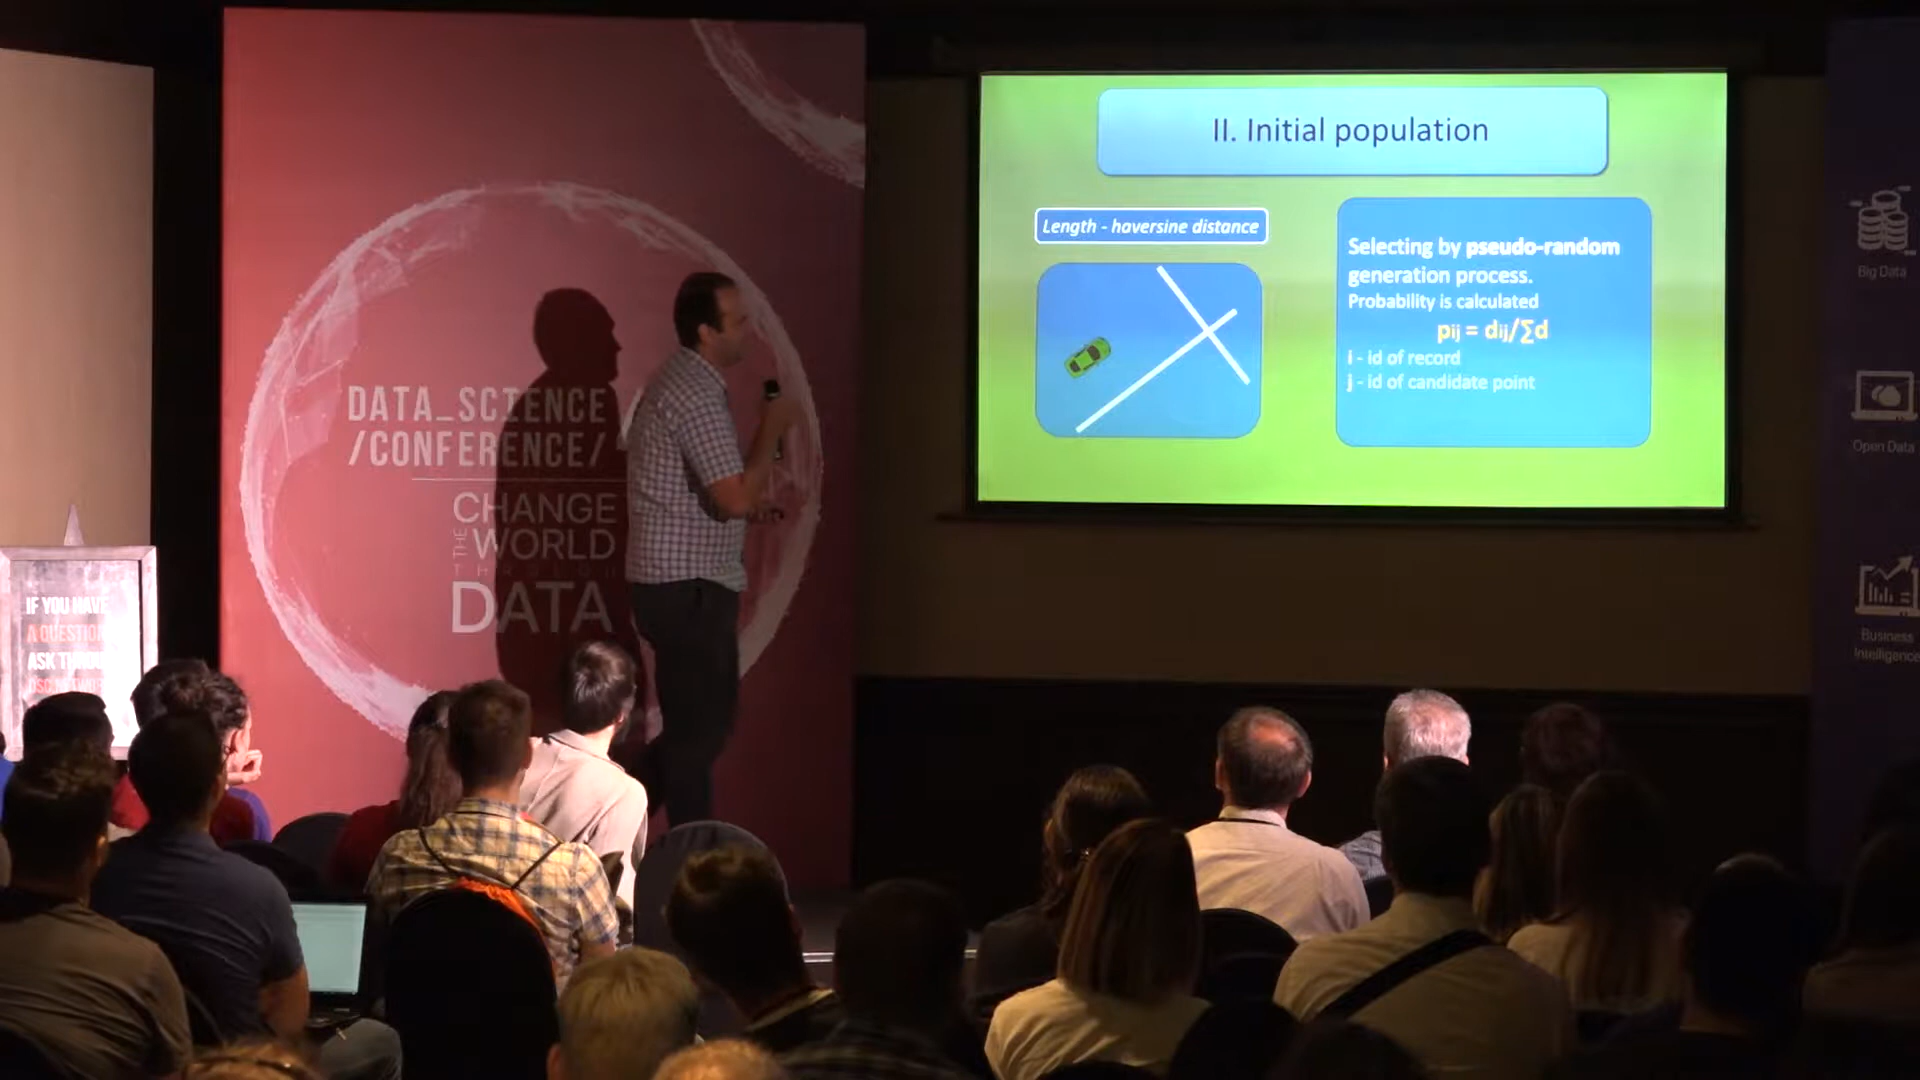 DATA_SCIENCE
/CONFERENCE/
CHANGE
THE
WORLD
THROUGH
DATA
IF YOU HAVE
A QUESTION
ASK
II. Initial population
Length - haversine distance
Selecting by pseudo-random
generation process.
Probability is calculated
pij = dij/∑d
i - id of record
j - id of candidate point
Big Data
Open Data
Business
Intelligence